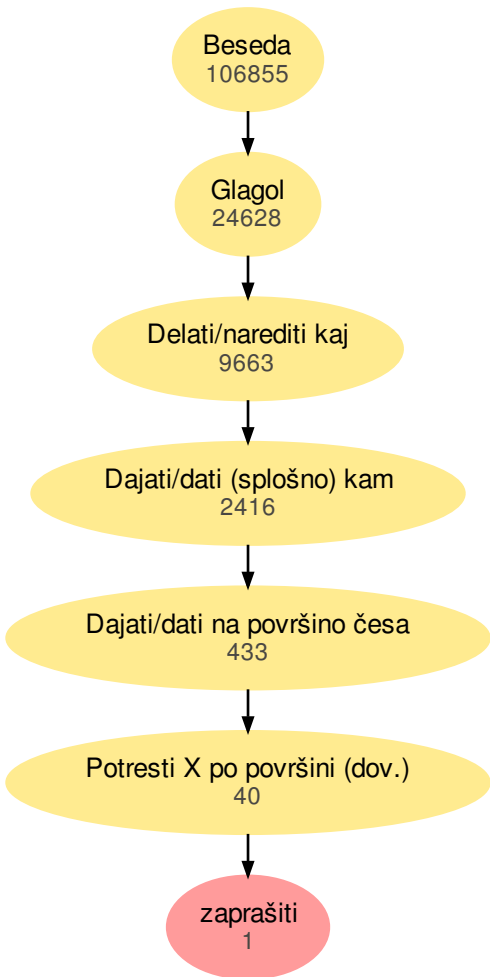 Beseda
106855
Glagol
24628
Delati/narediti kaj
9663
Dajati/dati (splošno) kam
2416
Dajati/dati na površino česa
433
Potresti X po površini (dov.)
40
zaprašiti
1